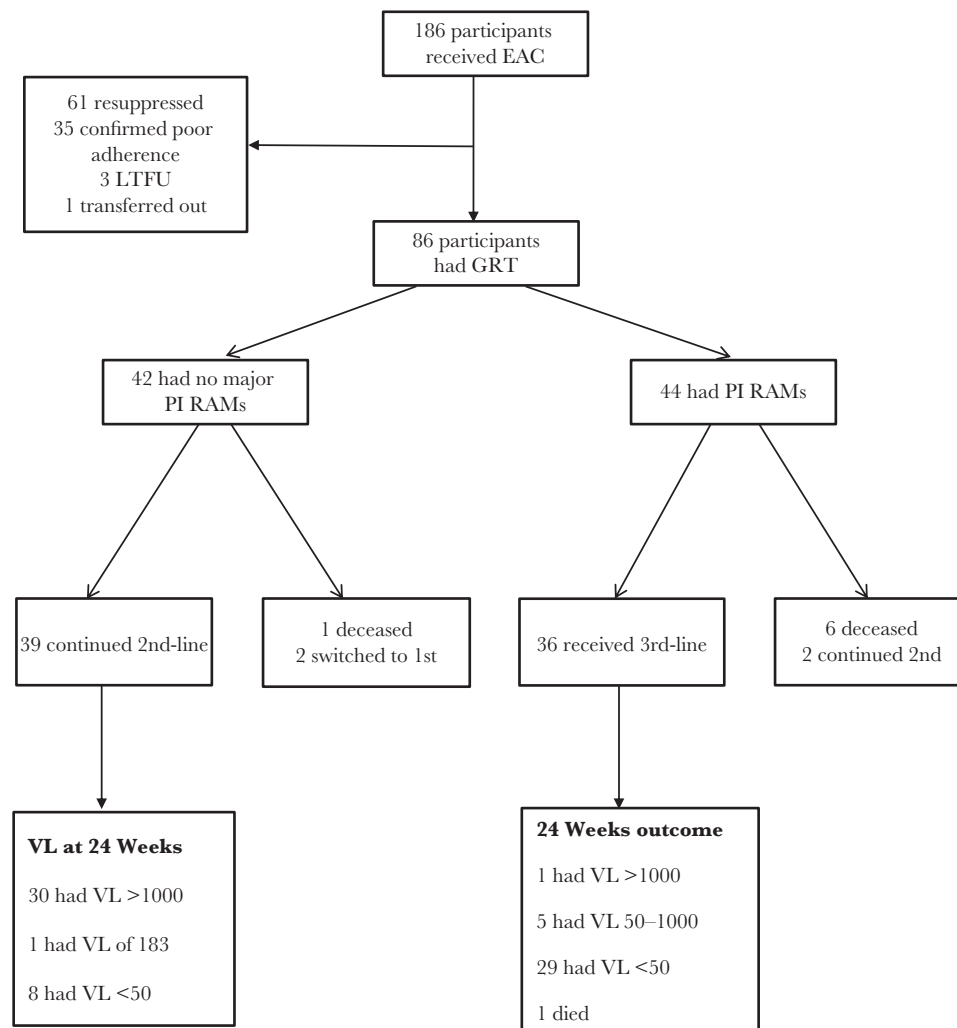 186 participants
received EAC
61 resuppressed
35 confirmed poor
adherence
3 LTFU
1 transferred out
86 participants
had GRT
42 had no major
PI RAMs
44 had PI RAMs
39 continued 2nd-line
1 deceased
2 switched to 1st
36 received 3rd-line
6 deceased
2 continued 2nd
VL at 24 Weeks
30 had VL >1000
1 had VL of 183
8 had VL <50
24 Weeks outcome
1 had VL >1000
5 had VL 50–1000
29 had VL <50
1 died